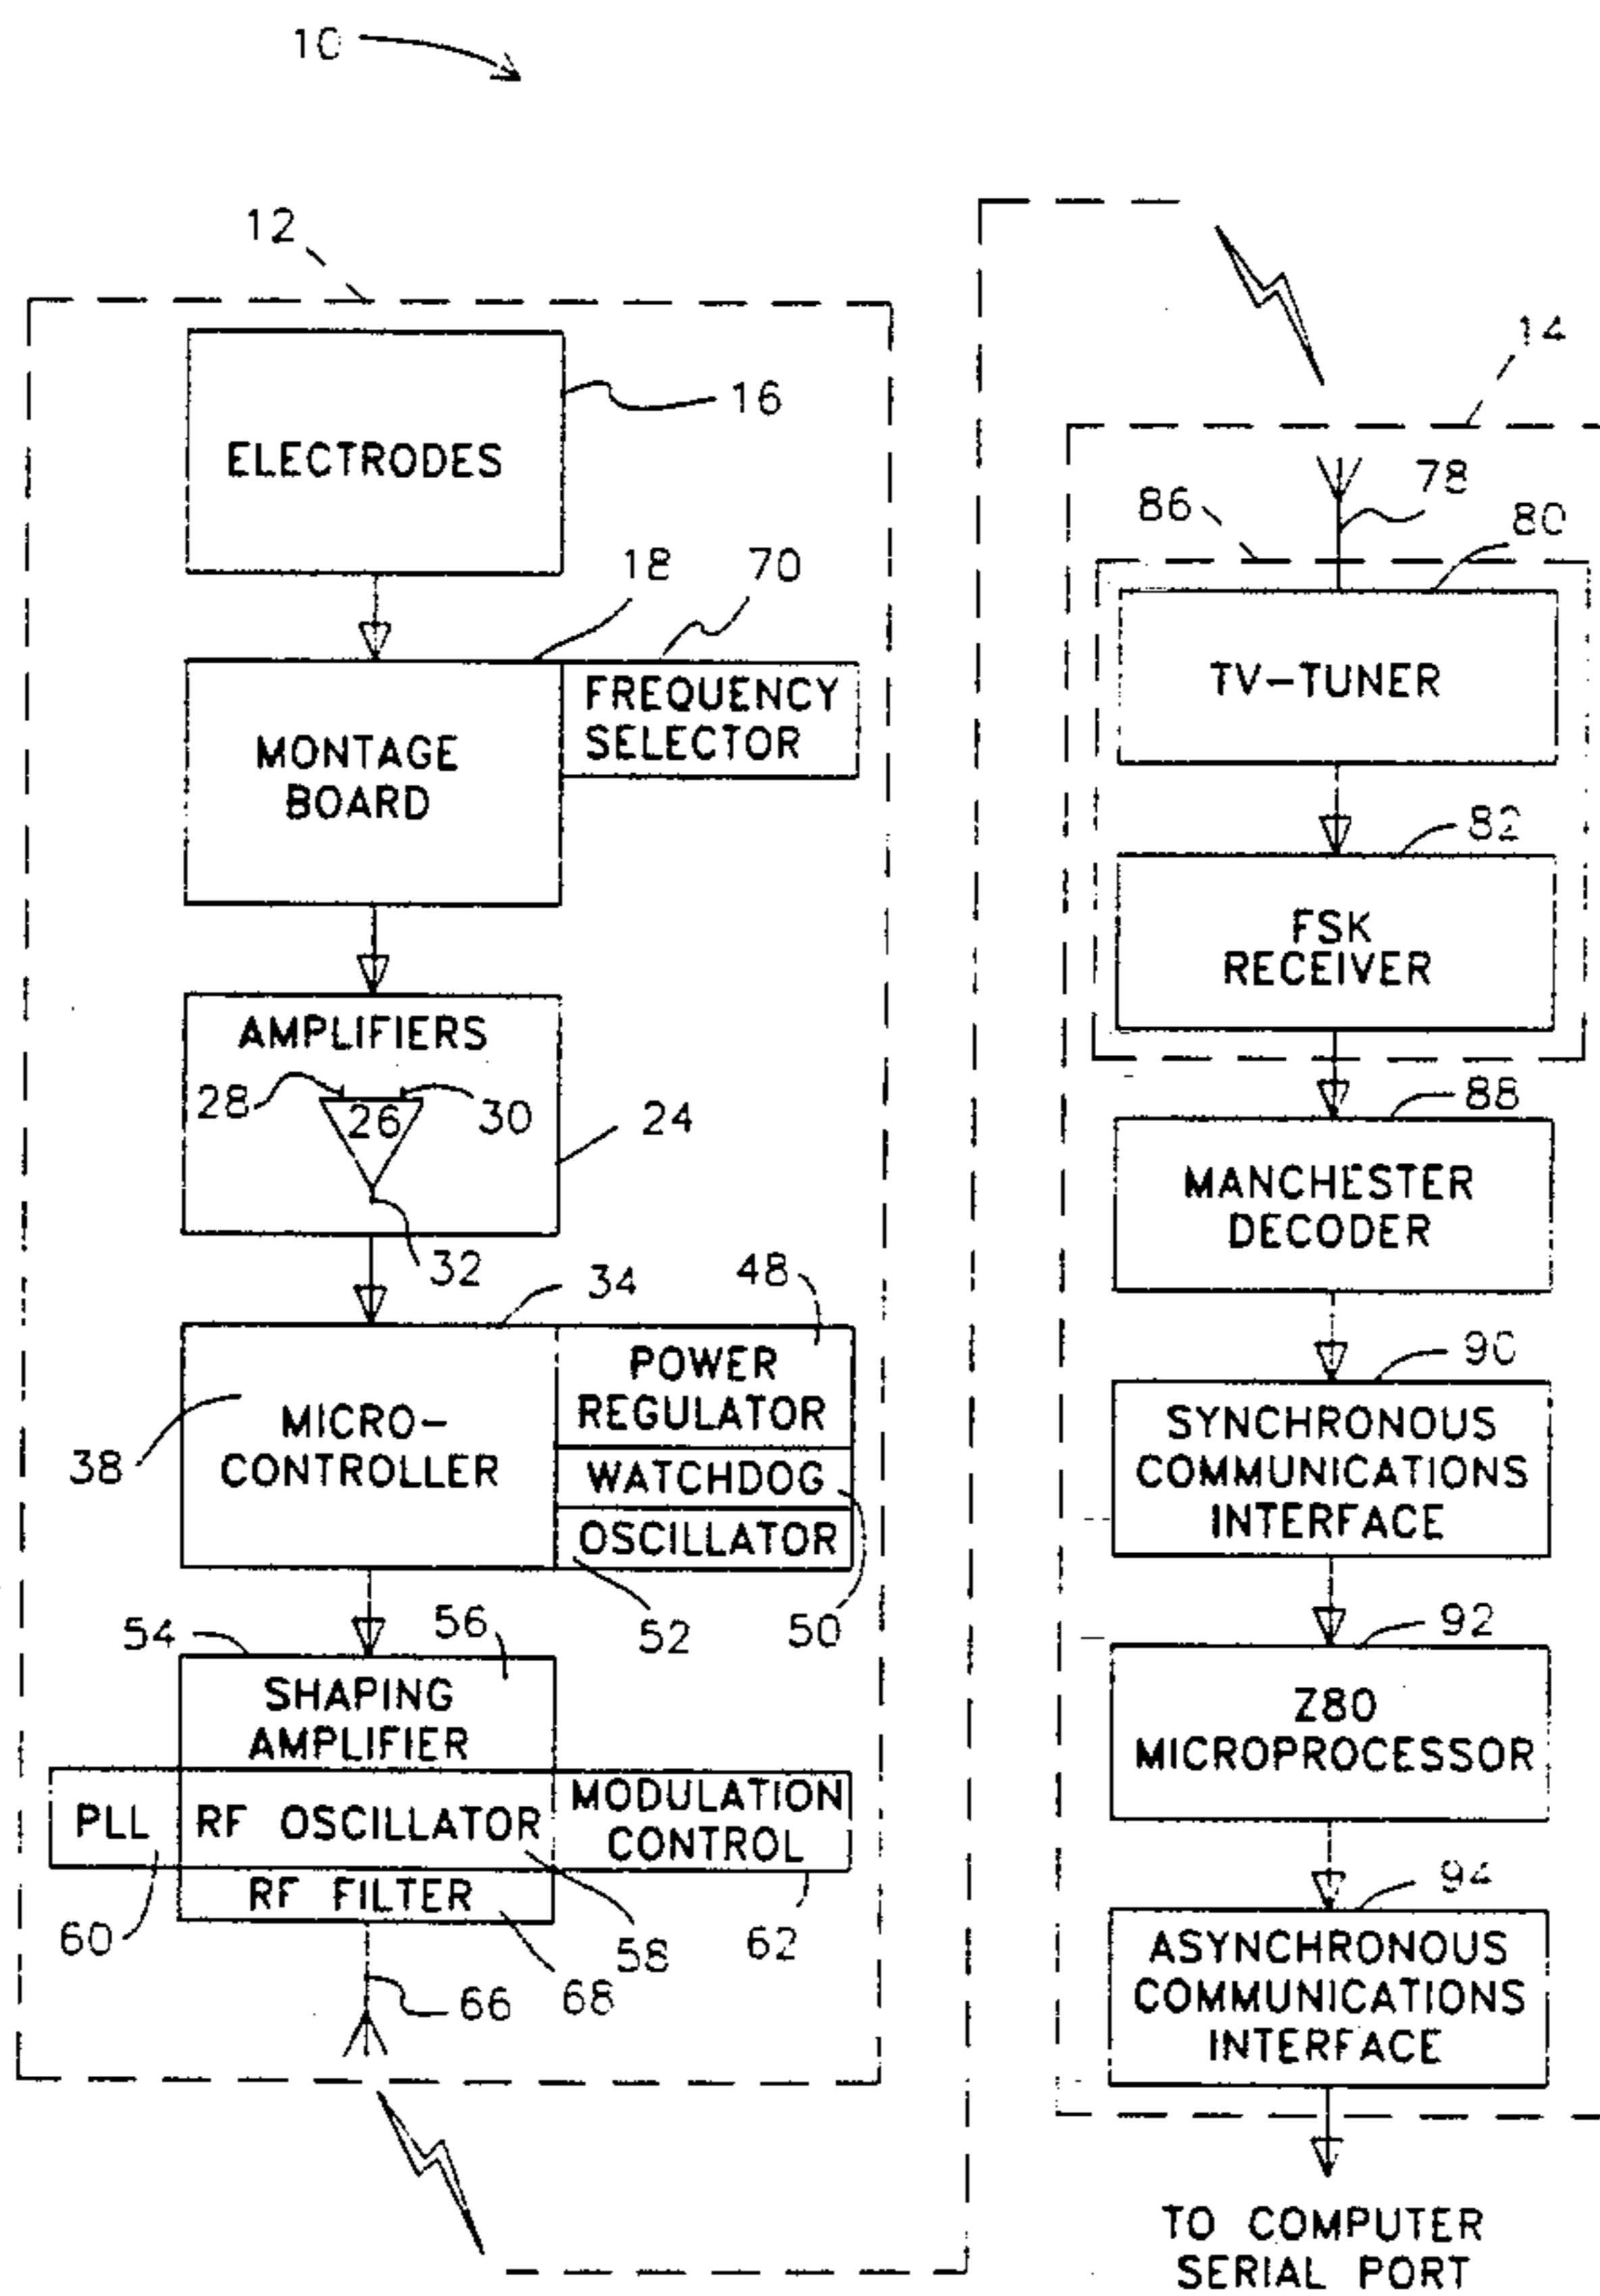 10
12
16
ELECTRODES
18
70
FREQUENCY
SELECTOR
MONTAGE
BOARD
AMPLIFIERS
28
26
30
24
32
34
48
38
MICRO-
CONTROLLER
POWER
REGULATOR
WATCHDOG
OSCILLATOR
52
50
54
56
SHAPING
AMPLIFIER
PLL
RF OSCILLATOR
MODULATION
CONTROL
RF FILTER
60
58
62
66
68
14
78
86
80
TV-TUNER
82
FSK
RECEIVER
88
MANCHESTER
DECODER
90
SYNCHRONOUS
COMMUNICATIONS
INTERFACE
92
Z80
MICROPROCESSOR
94
ASYNCHRONOUS
COMMUNICATIONS
INTERFACE
TO COMPUTER
SERIAL PORT